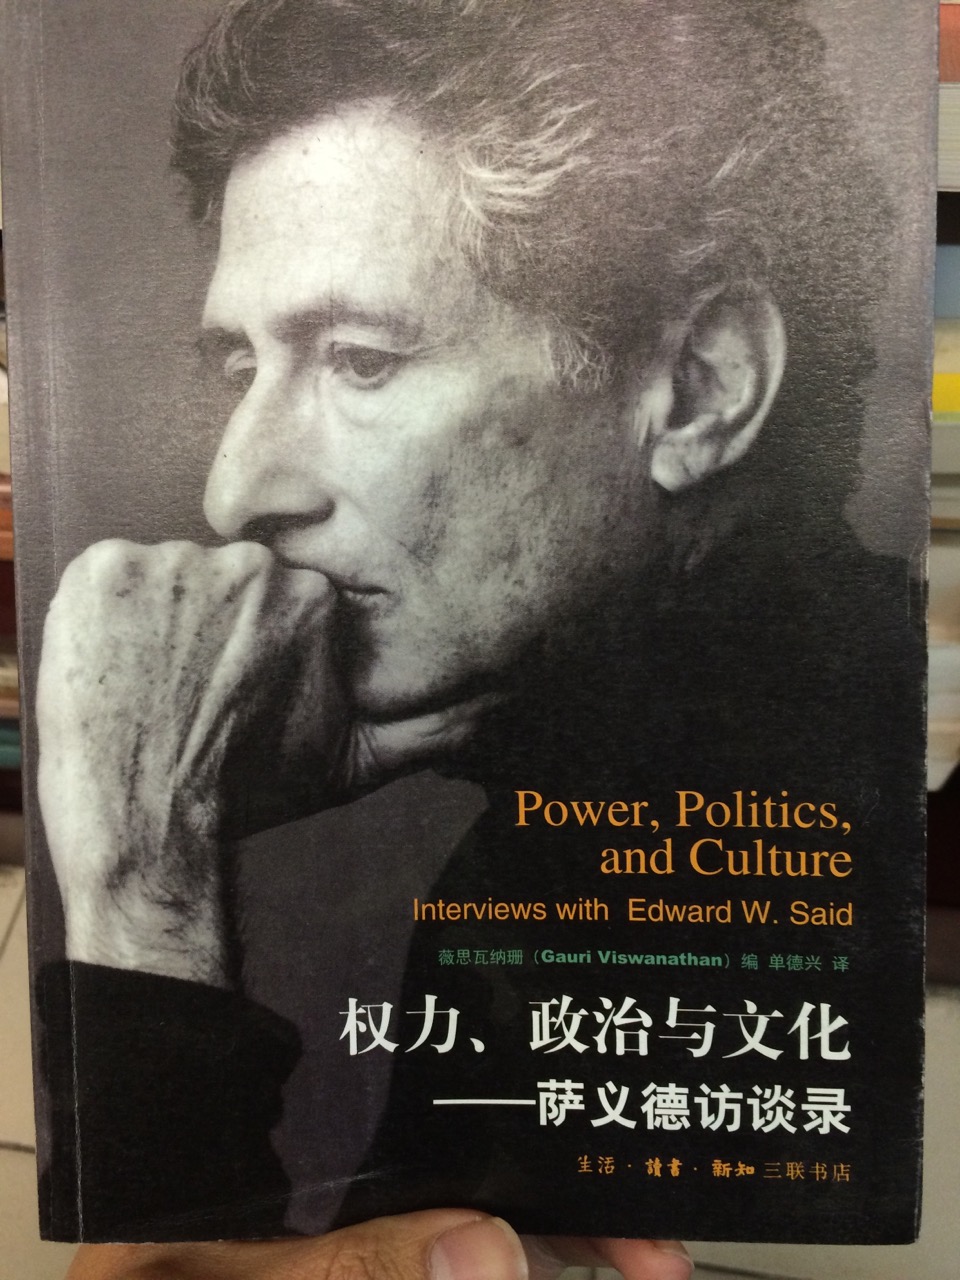 Power, Politics,
and Culture
Interviews with Edward W. Said
薇思瓦纳珊（Gauri Viswanathan）编 单德兴 译
权力、政治与文化
——萨义德访谈录
生活·讀書·新知 三联书店